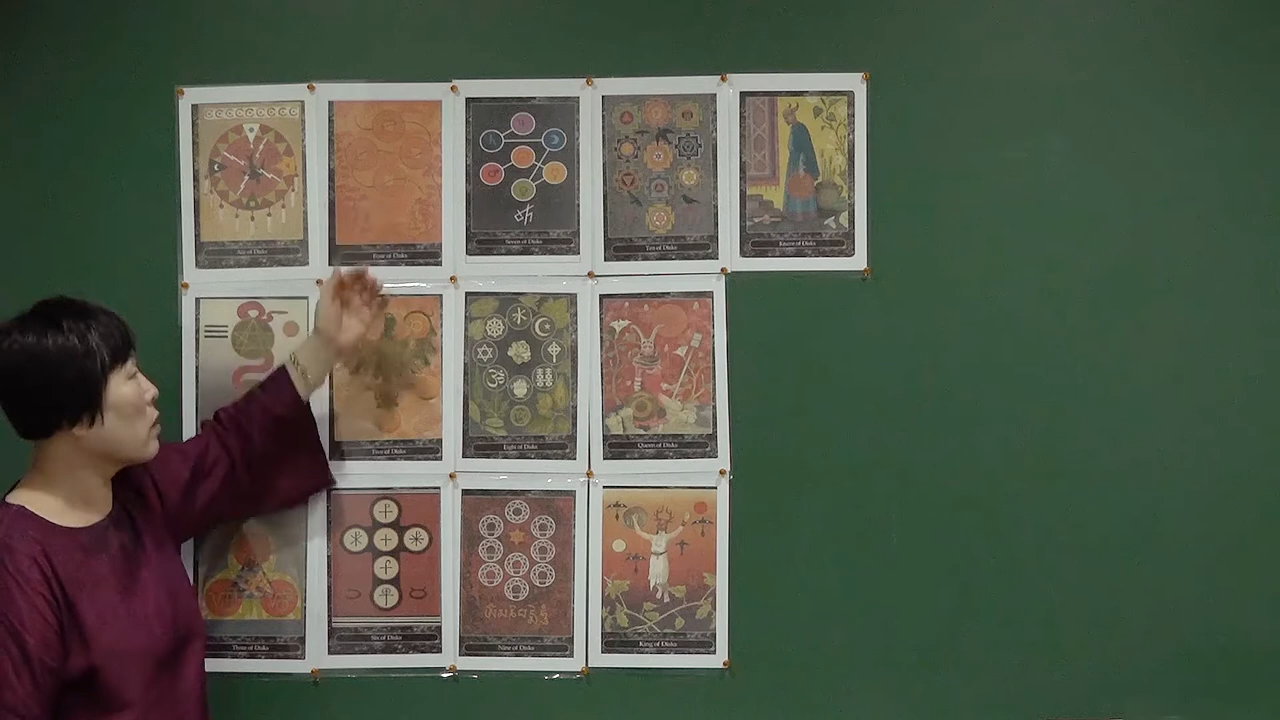 Ace of Disks
Four of Disks
Seven of Disks
Ten of Disks
Knave of Disks
Five of Disks
Eight of Disks
Queen of Disks
Three of Disks
Six of Disks
Nine of Disks
King of Disks